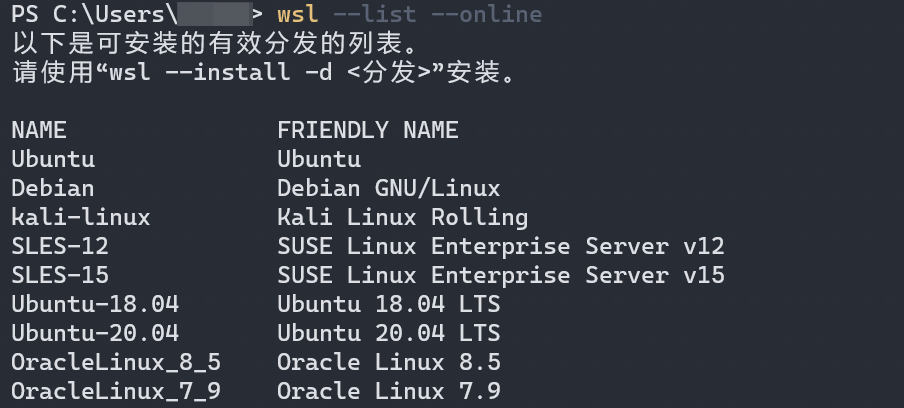 PS C:\Users\ > wsl --list --online
以下是可安装的有效分发的列表。
请使用“wsl --install -d <分发>”安装。
NAME FRIENDLY NAME
Ubuntu Ubuntu
Debian Debian GNU/Linux
kali-linux Kali Linux Rolling
SLES-12 SUSE Linux Enterprise Server v12
SLES-15 SUSE Linux Enterprise Server v15
Ubuntu-18.04 Ubuntu 18.04 LTS
Ubuntu-20.04 Ubuntu 20.04 LTS
OracleLinux_8_5 Oracle Linux 8.5
OracleLinux_7_9 Oracle Linux 7.9